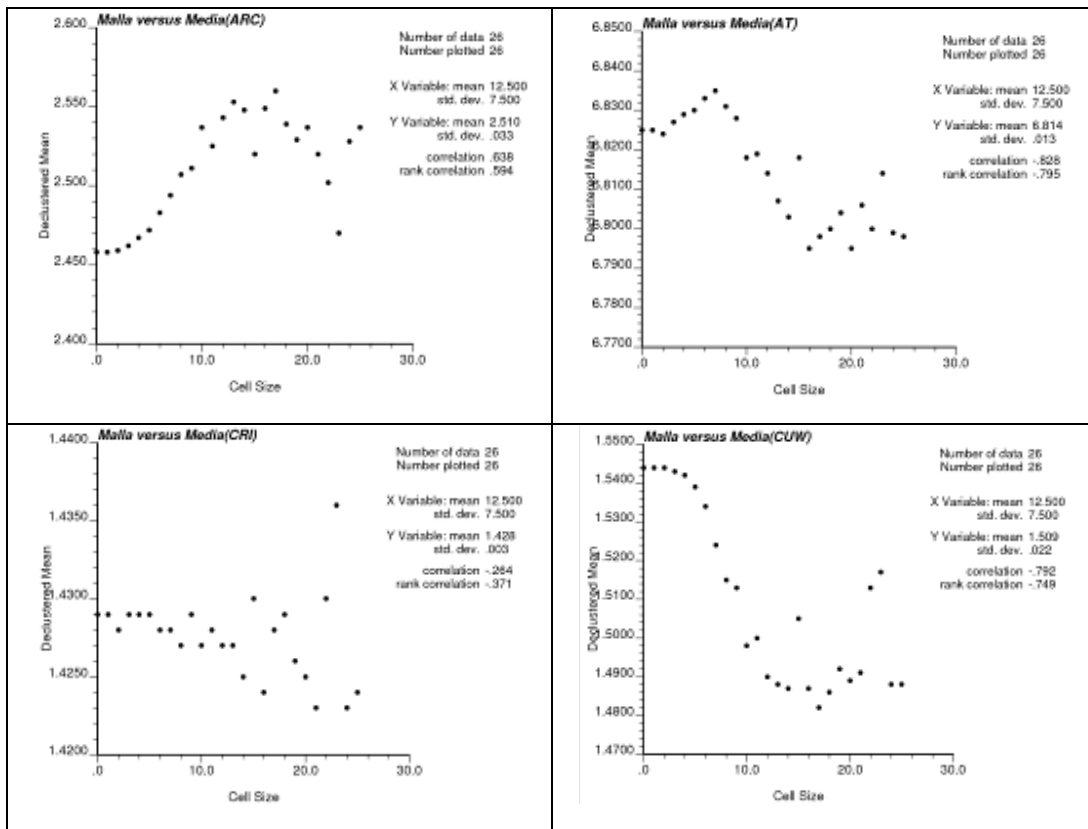 Malla versus Media(ARC)
2.600
2.550
2.500
2.450
2.400
Declustered Mean
.0
10.0
20.0
30.0
Cell Size
Number of data 26
Number plotted 26
X Variable: mean 12.500
std. dev. 7.500
Y Variable: mean 2.510
std. dev. .033
correlation .638
rank correlation .594
Malla versus Media(AT)
6.8500
6.8400
6.8300
6.8200
6.8100
6.8000
6.7900
6.7800
6.7700
Declustered Mean
.0
10.0
20.0
30.0
Cell Size
Number of data 26
Number plotted 26
X Variable: mean 12.500
std. dev. 7.500
Y Variable: mean 6.814
std. dev. .013
correlation -.828
rank correlation -.795
Malla versus Media(CRI)
1.4400
1.4350
1.4300
1.4250
1.4200
Declustered Mean
.0
10.0
20.0
30.0
Cell Size
Number of data 26
Number plotted 26
X Variable: mean 12.500
std. dev. 7.500
Y Variable: mean 1.428
std. dev. .003
correlation -.264
rank correlation -.371
Malla versus Media(CUW)
1.5500
1.5400
1.5300
1.5200
1.5100
1.5000
1.4900
1.4800
1.4700
Declustered Mean
.0
10.0
20.0
30.0
Cell Size
Number of data 26
Number plotted 26
X Variable: mean 12.500
std. dev. 7.500
Y Variable: mean 1.509
std. dev. .022
correlation -.792
rank correlation -.749